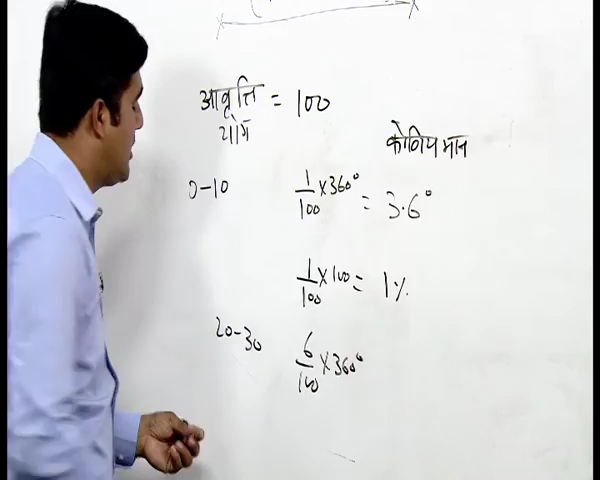 आवृत्ति = 100
योग
कोणिय मान
0-10 1/100 x 360° = 3.6°
1/100 x 100 = 1%
20-30 6/100 x 360°